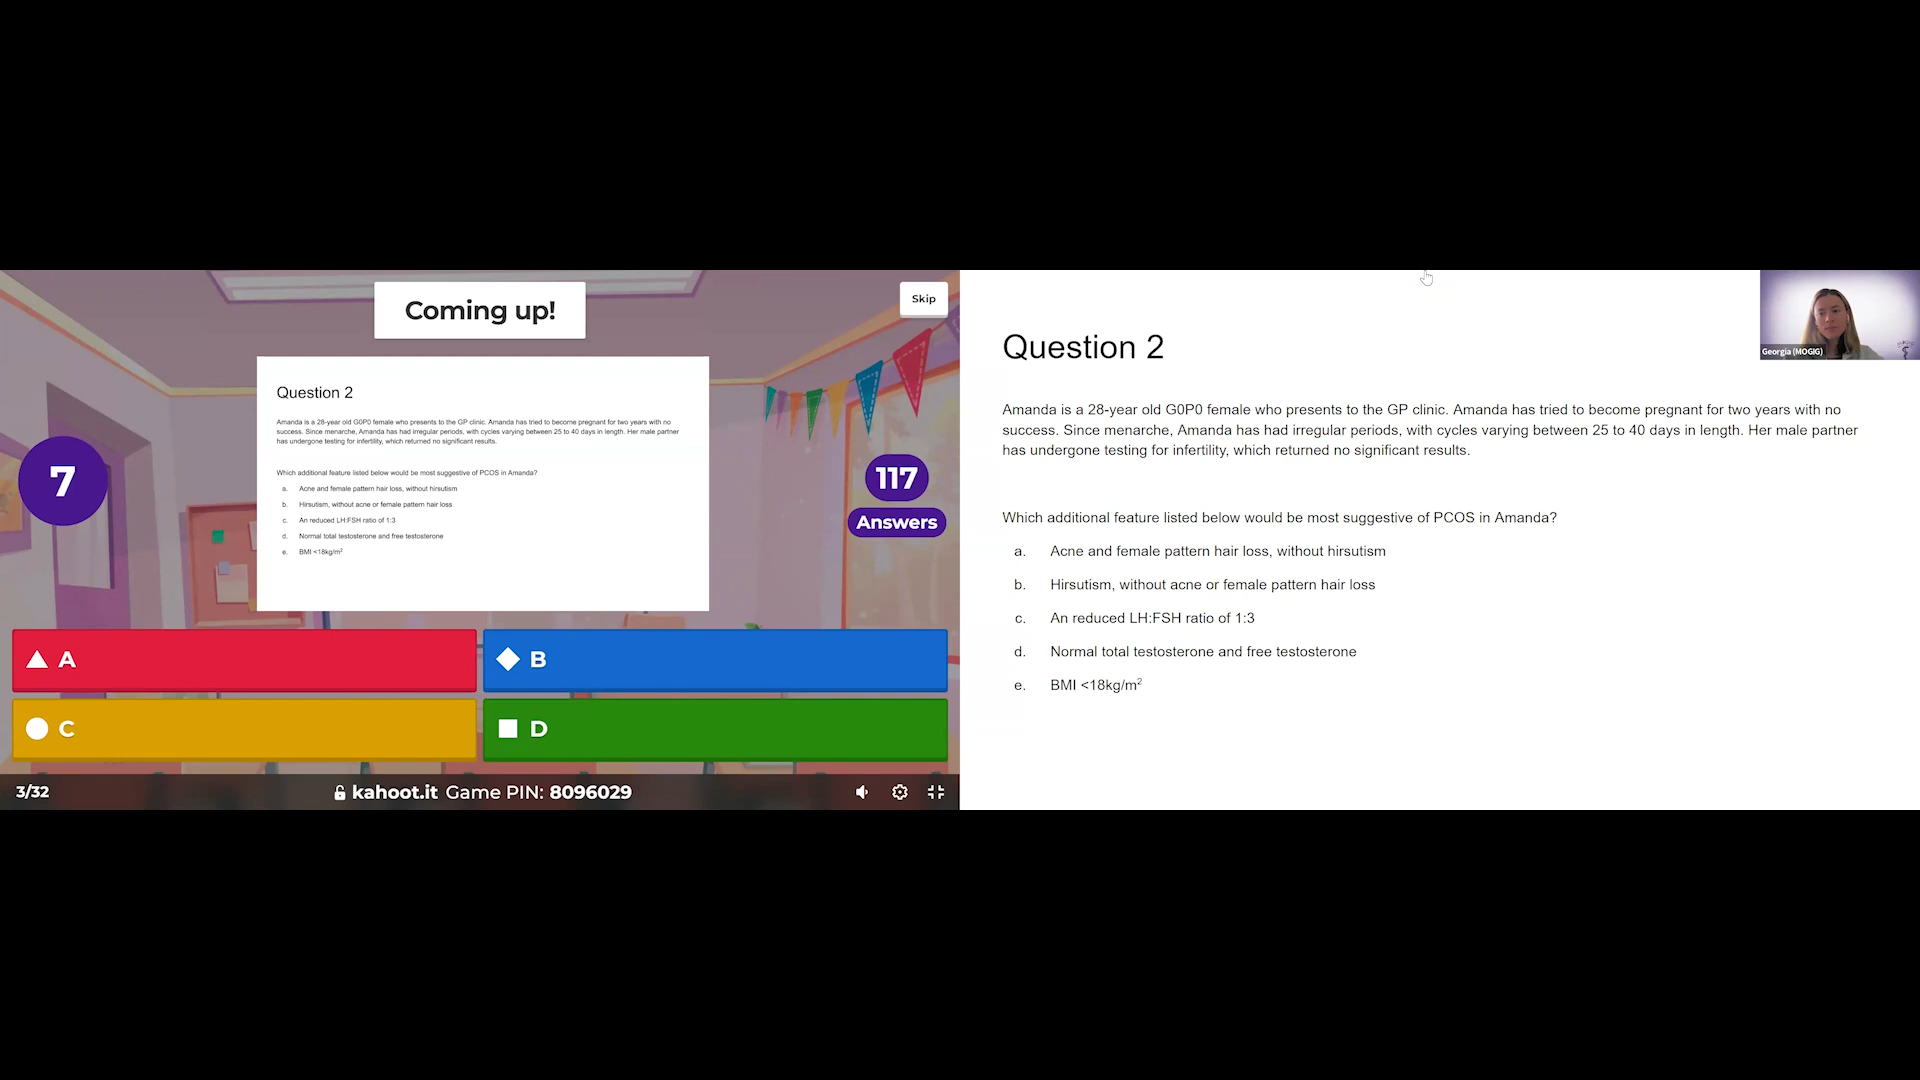 Coming up!
Skip
Question 2
Amanda is a 28-year old G0P0 female who presents to the GP clinic. Amanda has tried to become pregnant for two years with no
success. Since menarche, Amanda has had irregular periods, with cycles varying between 25 to 40 days in length. Her male partner
has undergone testing for infertility, which returned no significant results.
Which additional feature listed below would be most suggestive of PCOS in Amanda?
a. Acne and female pattern hair loss, without hirsutism
b. Hirsutism, without acne or female pattern hair loss
c. An reduced LH:FSH ratio of 1:3
d. Normal total testosterone and free testosterone
e. BMI <18kg/m²
7
117
Answers
A
B
C
D
3/32
kahoot.it Game PIN: 8096029
Georgia (MOGIG)
Question 2
Amanda is a 28-year old G0P0 female who presents to the GP clinic. Amanda has tried to become pregnant for two years with no
success. Since menarche, Amanda has had irregular periods, with cycles varying between 25 to 40 days in length. Her male partner
has undergone testing for infertility, which returned no significant results.
Which additional feature listed below would be most suggestive of PCOS in Amanda?
a. Acne and female pattern hair loss, without hirsutism
b. Hirsutism, without acne or female pattern hair loss
c. An reduced LH:FSH ratio of 1:3
d. Normal total testosterone and free testosterone
e. BMI <18kg/m²